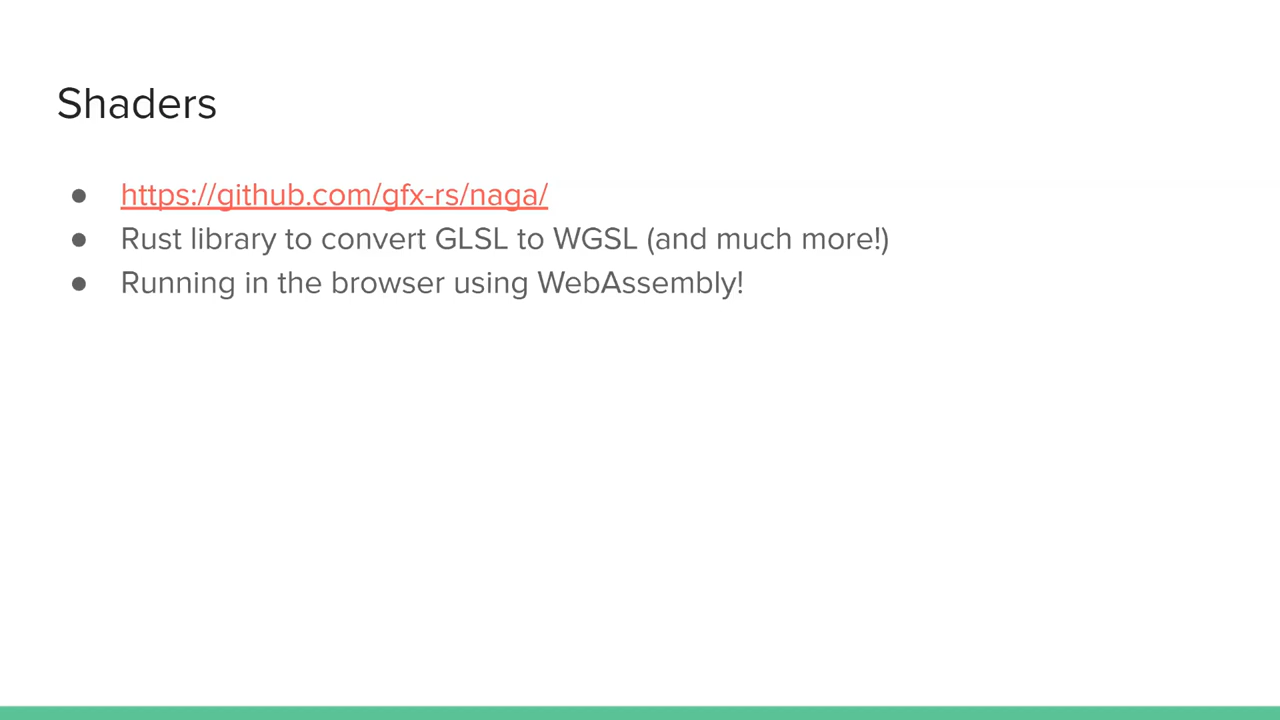 Shaders
● https://github.com/gfx-rs/naga/
● Rust library to convert GLSL to WGSL (and much more!)
● Running in the browser using WebAssembly!